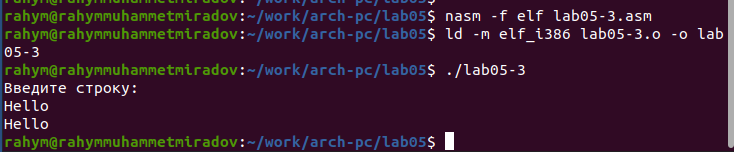 rahym@rahymmuhammetmiradov:~/work/arch-pc/lab05$ nasm -f elf lab05-3.asm
rahym@rahymmuhammetmiradov:~/work/arch-pc/lab05$ ld -m elf_i386 lab05-3.o -o lab
05-3
rahym@rahymmuhammetmiradov:~/work/arch-pc/lab05$ ./lab05-3
Введите строку:
Hello
Hello
rahym@rahymmuhammetmiradov:~/work/arch-pc/lab05$